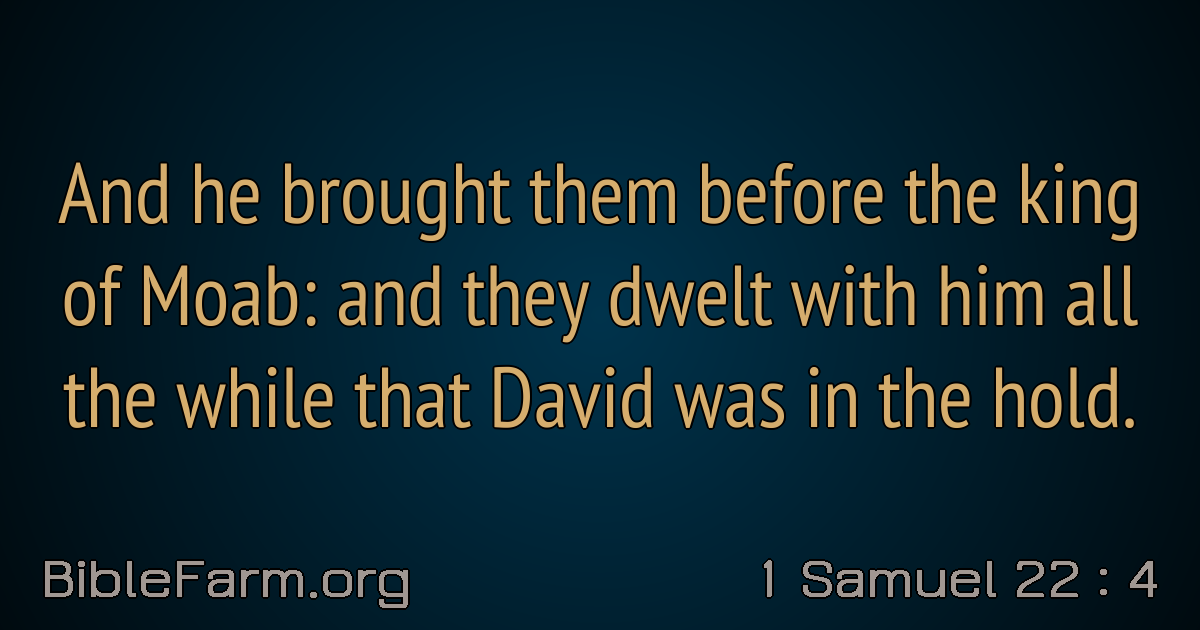 And he brought them before the king
of Moab: and they dwelt with him all
the while that David was in the hold.
BibleFarm.org
1 Samuel 22 : 4